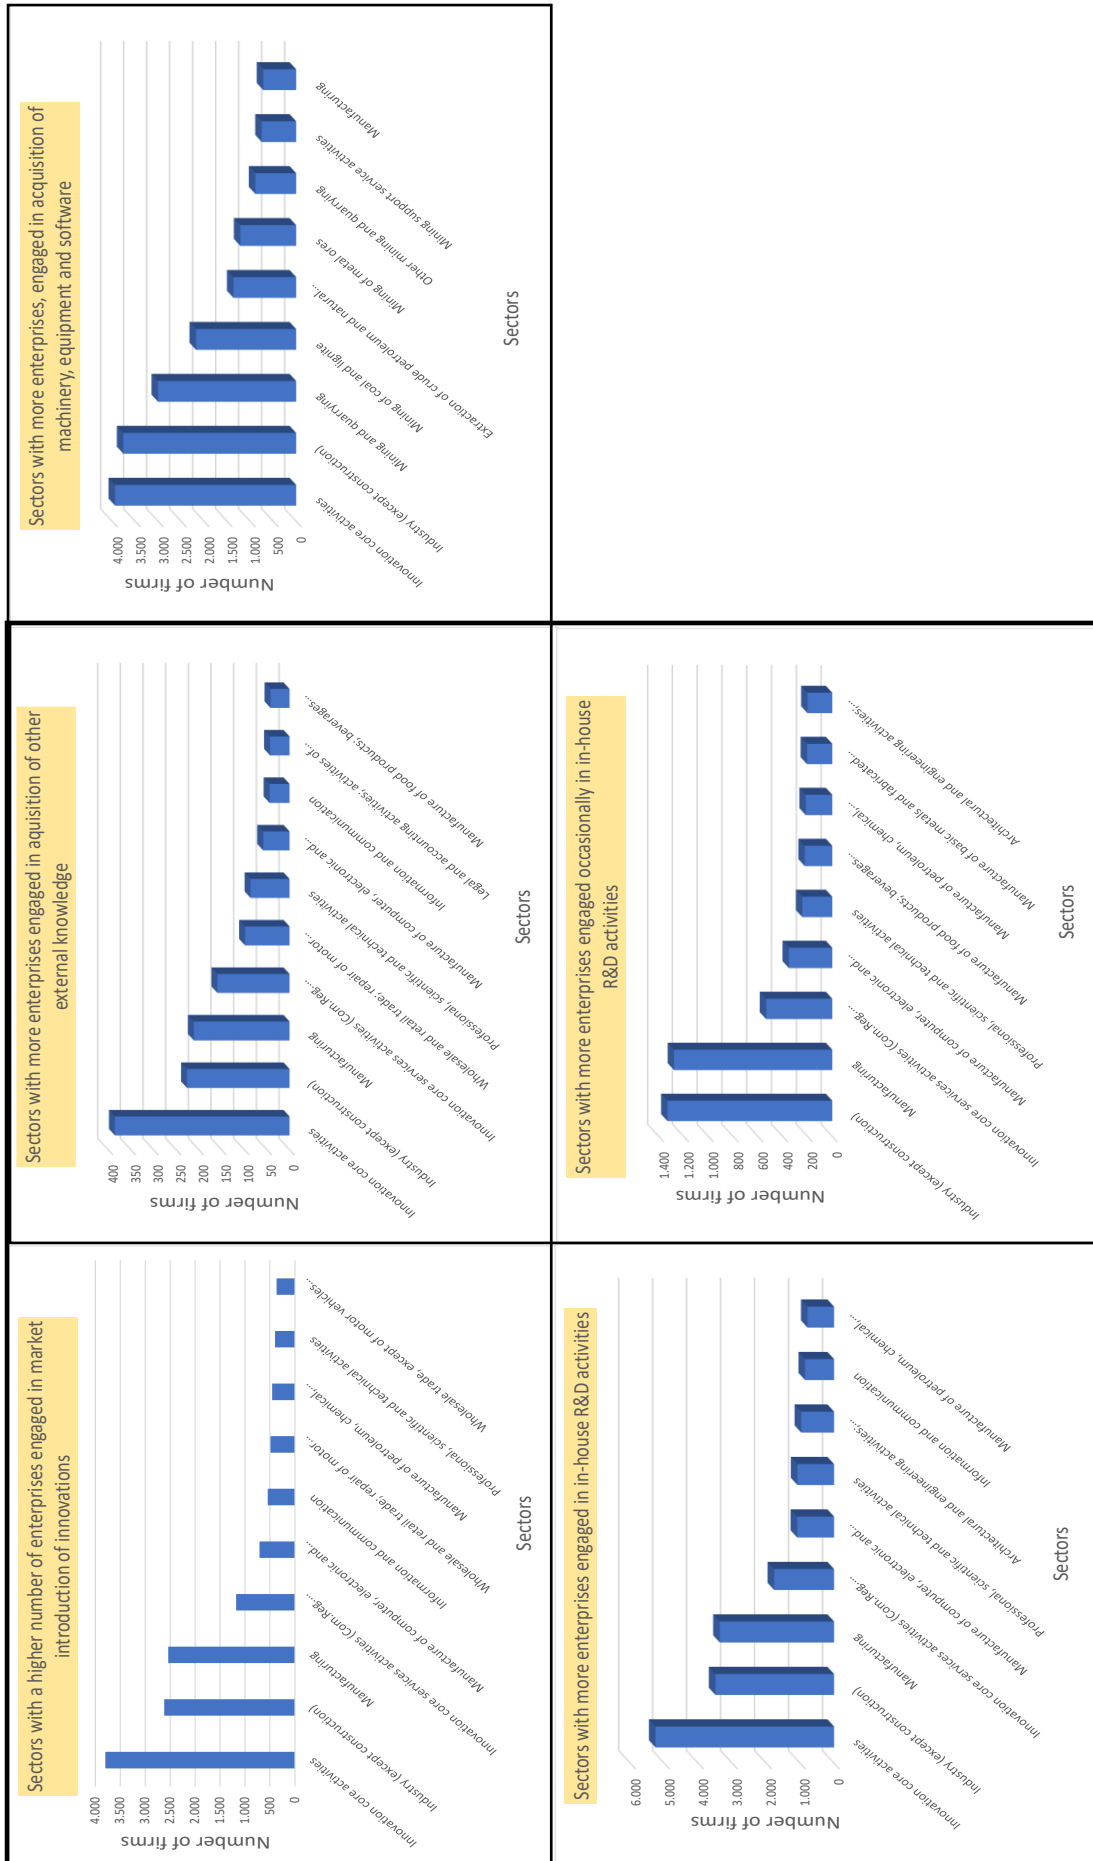 Sectors with a higher number of enterprises engaged in market
introduction of innovations
Number of firms
4.000
3.500
3.000
2.500
2.000
1.500
1.000
500
0
Innovation core activities
Industry (except construction)
Manufacturing
Innovation core services activities (Com.Reg....
Manufacture of computer, electronic and...
Information and communication
Wholesale and retail trade; repair of motor...
Manufacture of petroleum, chemical,...
Professional, scientific and technical activities
Wholesale trade, except of motor vehicles...
Sectors
Sectors with more enterprises engaged in aquisition of other
external knowledge
Number of firms
400
350
300
250
200
150
100
50
0
Innovation core activities
Industry (except construction)
Manufacturing
Innovation core services activities (Com.Reg....
Wholesale and retail trade; repair of motor...
Professional, scientific and technical activities
Manufacture of computer, electronic and...
Information and communication
Legal and accounting activities; activities of...
Manufacture of food products; beverages...
Sectors
Sectors with more enterprises, engaged in acquisition of
machinery, equipment and software
Number of firms
4.000
3.500
3.000
2.500
2.000
1.500
1.000
500
0
Innovation core activities
Industry (except construction)
Mining and quarrying
Mining of coal and lignite
Extraction of crude petroleum and natural...
Mining of metal ores
Other mining and quarrying
Mining support service activities
Manufacturing
Sectors
Sectors with more enterprises engaged in in-house R&D activities
Number of firms
6.000
5.000
4.000
3.000
2.000
1.000
0
Innovation core activities
Industry (except construction)
Manufacturing
Innovation core services activities (Com.Reg....
Manufacture of computer, electronic and...
Professional, scientific and technical activities
Architectural and engineering activities;...
Information and communication
Manufacture of petroleum, chemical,...
Sectors
Sectors with more enterprises engaged occasionally in in-house
R&D activities
Number of firms
1.400
1.200
1.000
800
600
400
200
0
Industry (except construction)
Manufacturing
Innovation core services activities (Com.Reg....
Manufacture of computer, electronic and...
Professional, scientific and technical activities
Manufacture of food products; beverages...
Manufacture of petroleum, chemical,...
Manufacture of basic metals and fabricated...
Architectural and engineering activities;...
Sectors